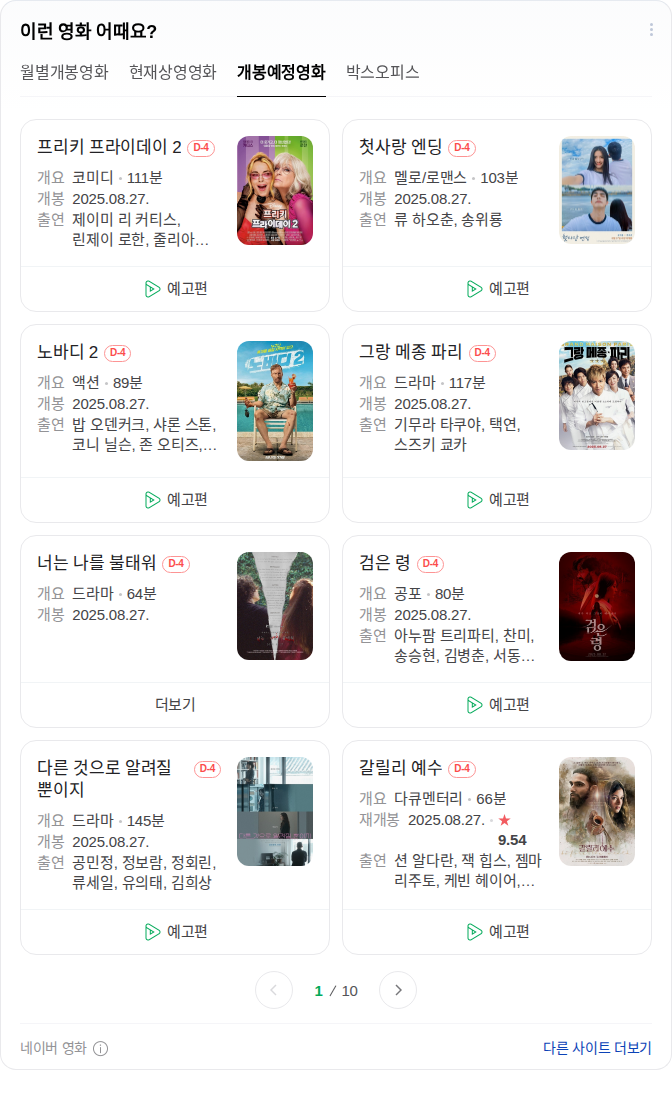 이런 영화 어때요?
월별개봉영화 현재상영영화 개봉예정영화 박스오피스
프리키 프라이데이 2 D-4
개요 코미디 · 111분
개봉 2025.08.27.
출연 제이미 리 커티스,
린제이 로한, 줄리아...
프리키
프라이데이 2
예고편
첫사랑 엔딩 D-4
개요 멜로/로맨스 · 103분
개봉 2025.08.27.
출연 류 하오춘, 송위룡
첫사랑 엔딩
예고편
노바디 2 D-4
개요 액션 · 89분
개봉 2025.08.27.
출연 밥 오덴커크, 샤론 스톤,
코니 닐슨, 존 오티즈,...
노바디 2
예고편
그랑 메종 파리 D-4
개요 드라마 · 117분
개봉 2025.08.27.
출연 기무라 타쿠야, 택연,
스즈키 쿄카
그랑 메종 파리
예고편
너는 나를 불태워 D-4
개요 드라마 · 64분
개봉 2025.08.27.
더보기
검은 령 D-4
개요 공포 · 80분
개봉 2025.08.27.
출연 아누팜 트리파티, 찬미,
송승현, 김병춘, 서동...
검은
령
예고편
다른 것으로 알려질 D-4
뿐이지
개요 드라마 · 145분
개봉 2025.08.27.
출연 공민정, 정보람, 정회린,
류세일, 유의태, 김희상
다른 것으로 알려질 뿐이지
예고편
갈릴리 예수 D-4
개요 다큐멘터리 · 66분
재개봉 2025.08.27. · ★
9.54
출연 션 알다란, 잭 힙스, 젬마
리주토, 케빈 헤이어,...
갈릴리 예수
예고편
1 / 10
네이버 영화
다른 사이트 더보기